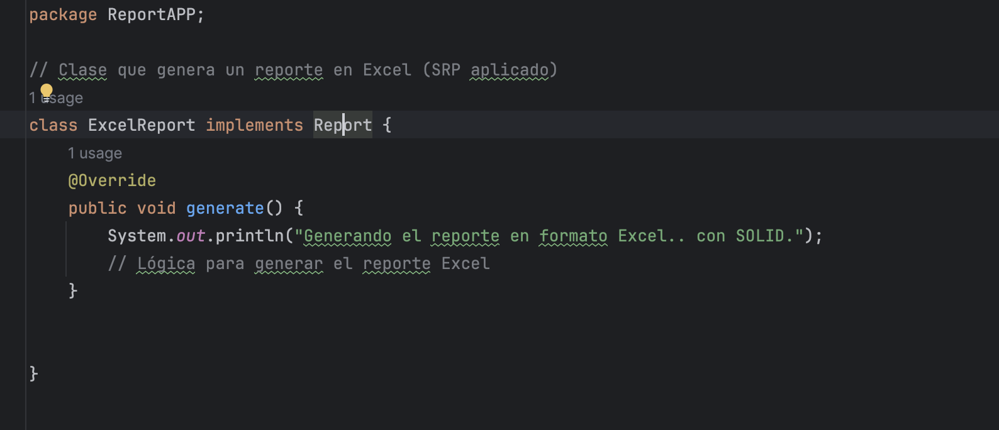 package ReportAPP;
// Clase que genera un reporte en Excel (SRP aplicado)
1 usage
class ExcelReport implements Report {
1 usage
@Override
public void generate() {
System.out.println("Generando el reporte en formato Excel.. con SOLID.");
// Lógica para generar el reporte Excel
}
}